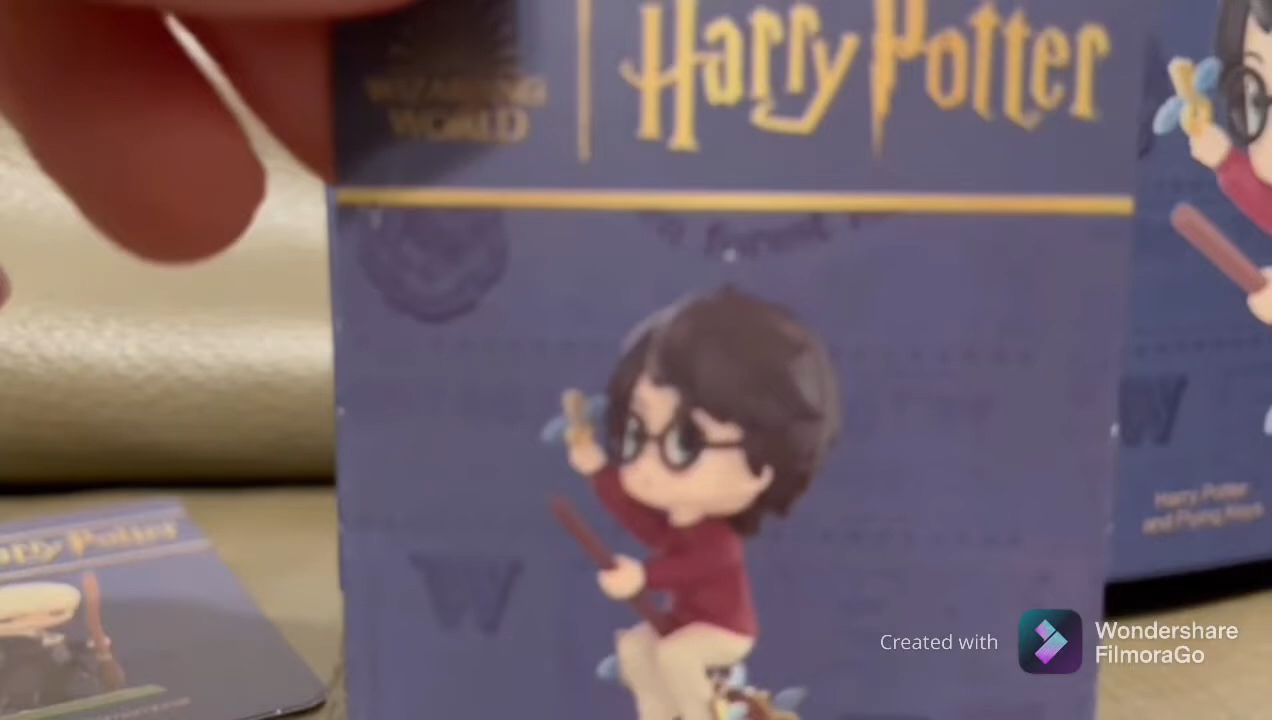 WIZARDING
WORLD
Harry Potter
W
W
Harry Potter
and Flying Keys
Harry Potter
Created with
Wondershare
FilmoraGo